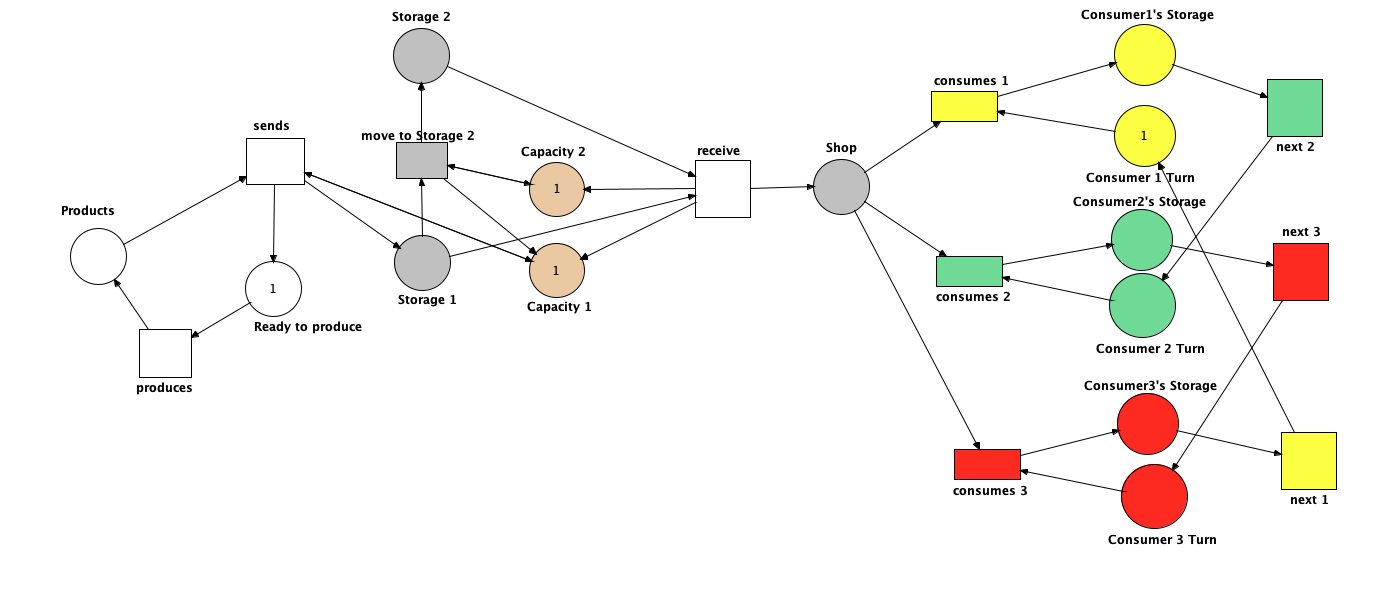 Storage 2
Consumer1's Storage
consumes 1
sends
move to Storage 2
1
next 2
Capacity 2
receive
Shop
Consumer 1 Turn
1
Consumer2's Storage
Products
next 3
1
1
Storage 1
Capacity 1
consumes 2
Ready to produce
Consumer 2 Turn
produces
Consumer3's Storage
consumes 3
next 1
Consumer 3 Turn